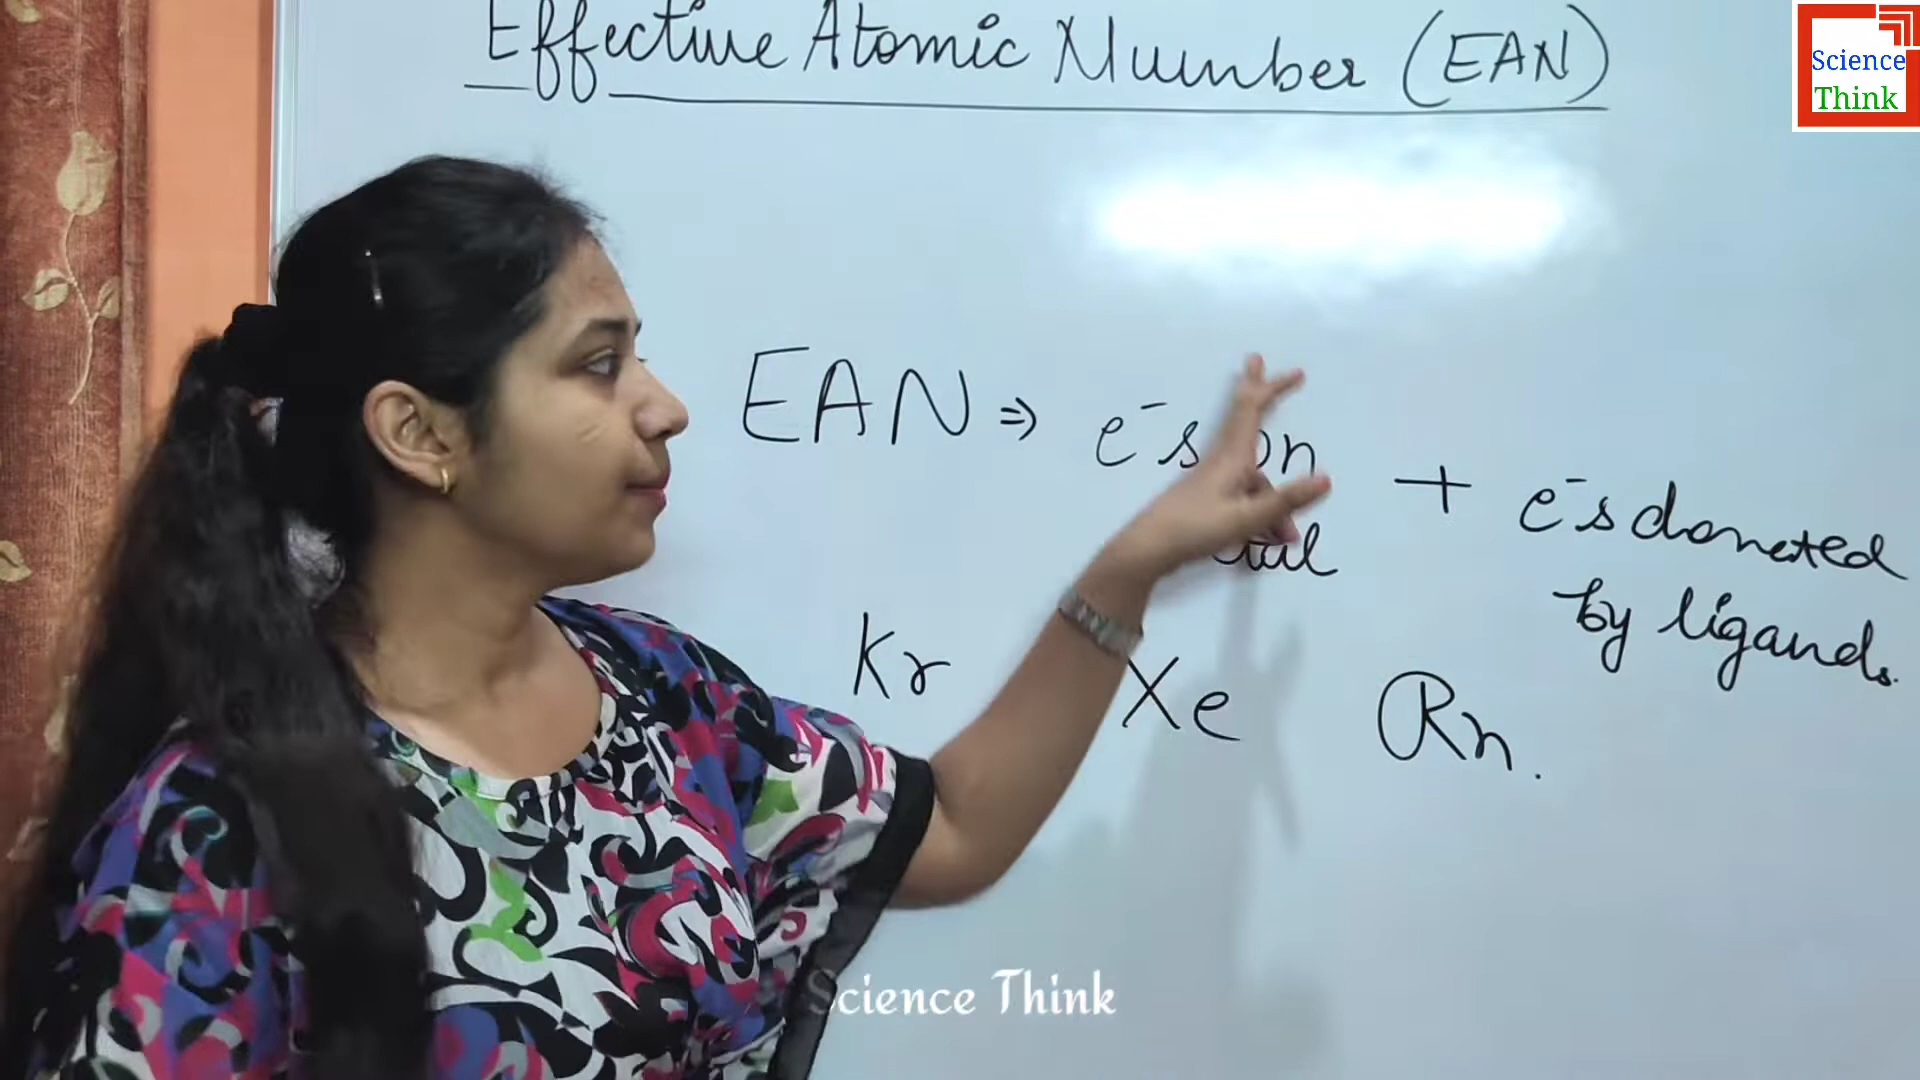 Effective Atomic Number (EAN)
Science
Think
EAN ⇒ e⁻s on + e⁻s donated
by ligands.
Kr Xe Rn.
Science Think